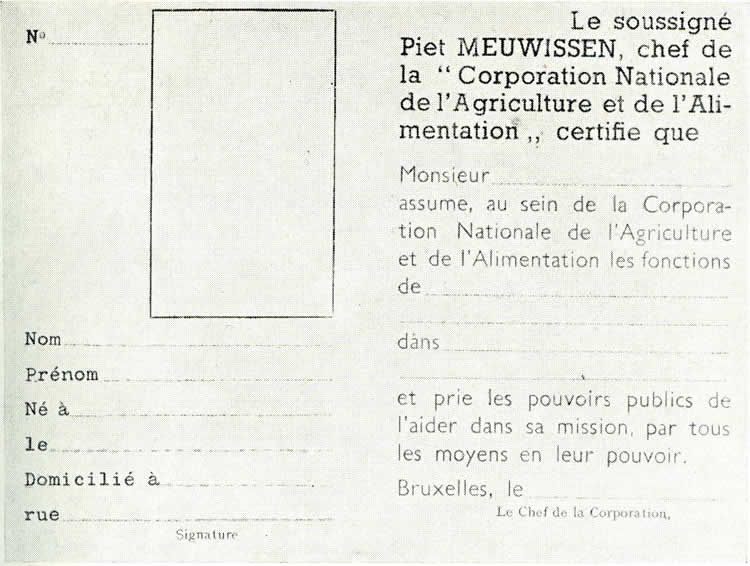 Nº
Nom
Prénom
Né à
le
Domicilié à
rue
Signature
Le soussigné
Piet MEUWISSEN, chef de
la “ Corporation Nationale
de l'Agriculture et de l'Ali-
mentation „ certifie que
Monsieur
assume, au sein de la Corpora-
tion Nationale de l'Agriculture
et de l'Alimentation les fonctions
de
dans
et prie les pouvoirs publics de
l'aider dans sa mission, par tous
les moyens en leur pouvoir.
Bruxelles, le
Le Chef de la Corporation,